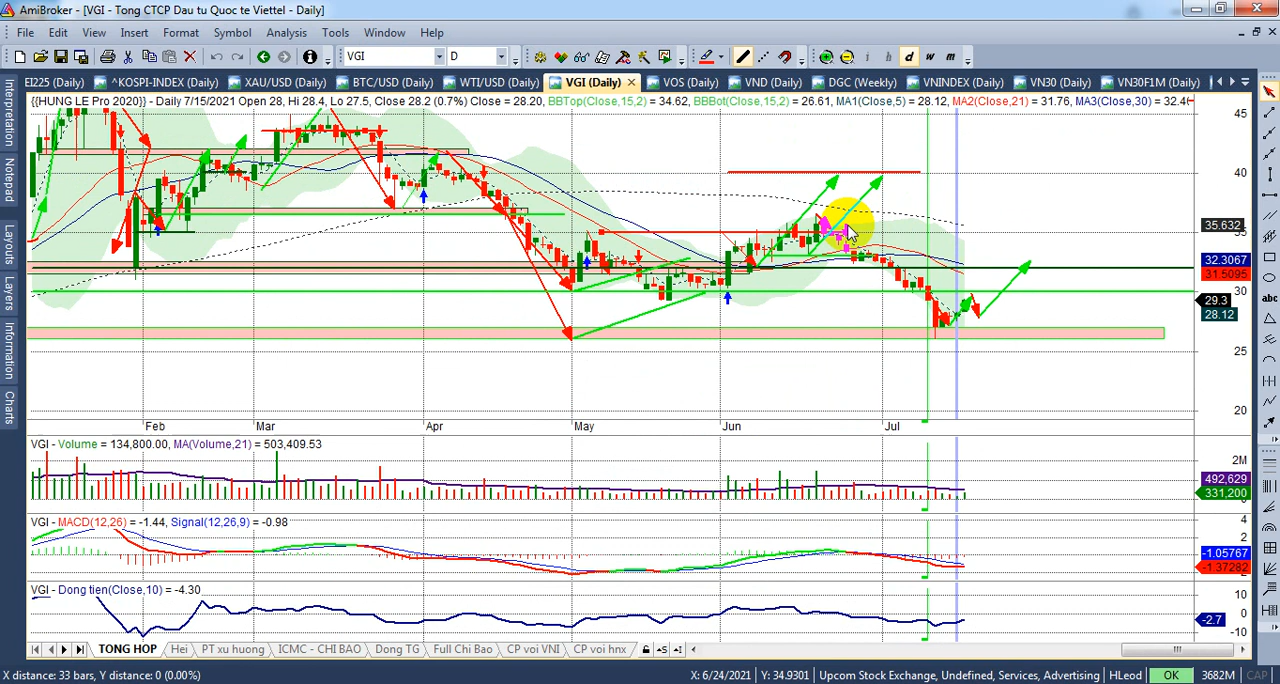 AmiBroker - [VGI - Tong CTCP Dau tu Quoc te Viettel - Daily]
File Edit View Insert Format Symbol Analysis Tools Window Help
VGI D d w m
EI225 (Daily) ^KOSPI-INDEX (Daily) XAU/USD (Daily) BTC/USD (Daily) WTI/USD (Daily) VGI (Daily) VOS (Daily) VND (Daily) DGC (Weekly) VNINDEX (Daily) VN30 (Daily) VN30F1M (Daily)
{{HUNG LE Pro 2020}} - Daily 7/15/2021 Open 28, Hi 28.4, Lo 27.5, Close 28.2 (0.7%) Close = 28.20, BBTop(Close,15,2) = 34.62, BBBot(Close,15,2) = 26.61, MA1(Close,5) = 28.12, MA2(Close,21) = 31.76, MA3(Close,30) = 32.4
Interpretation
Notepad
Layouts
Layers
Information
Charts
abc
45
40
35.632
35
32.3067
31.5095
30
29.3
28.12
25
20
Feb Mar Apr May Jun Jul
VGI - Volume = 134,800.00, MA(Volume,21) = 503,409.53
2M
492,629
331,200
VGI - MACD(12,26) = -1.44, Signal(12,26,9) = -0.98
4
2
-1.05767
-1.37282
VGI - Dong tien(Close,10) = -4.30
10
0
-2.7
-10
TONG HOP Hei PT xu huong ICMC - CHI BAO Dong TG Full Chi Bao CP voi VNI CP voi hnx
X distance: 33 bars, Y distance: 0 (0.00%) X: 6/24/2021 Y: 34.9301 Upcom Stock Exchange, Undefined, Services, Advertising HLeod OK 3682M CAP